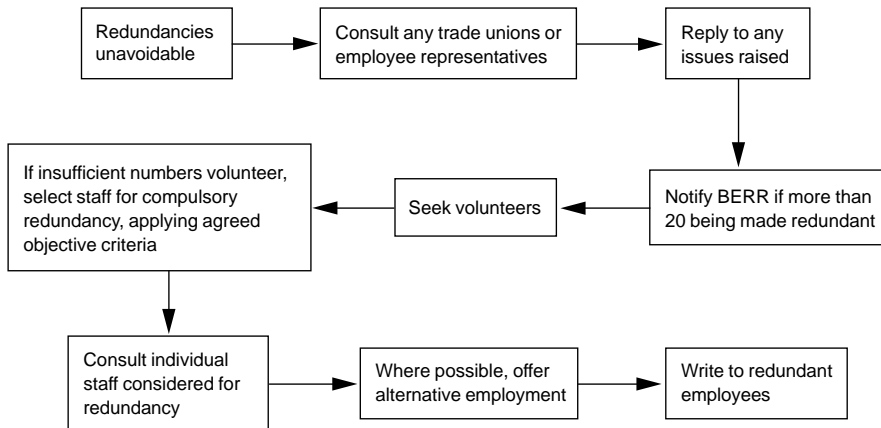 Redundancies
unavoidable
Consult any trade unions or
employee representatives
Reply to any
issues raised
Notify BERR if more than
20 being made redundant
Seek volunteers
If insufficient numbers volunteer,
select staff for compulsory
redundancy, applying agreed
objective criteria
Consult individual
staff considered for
redundancy
Where possible, offer
alternative employment
Write to redundant
employees